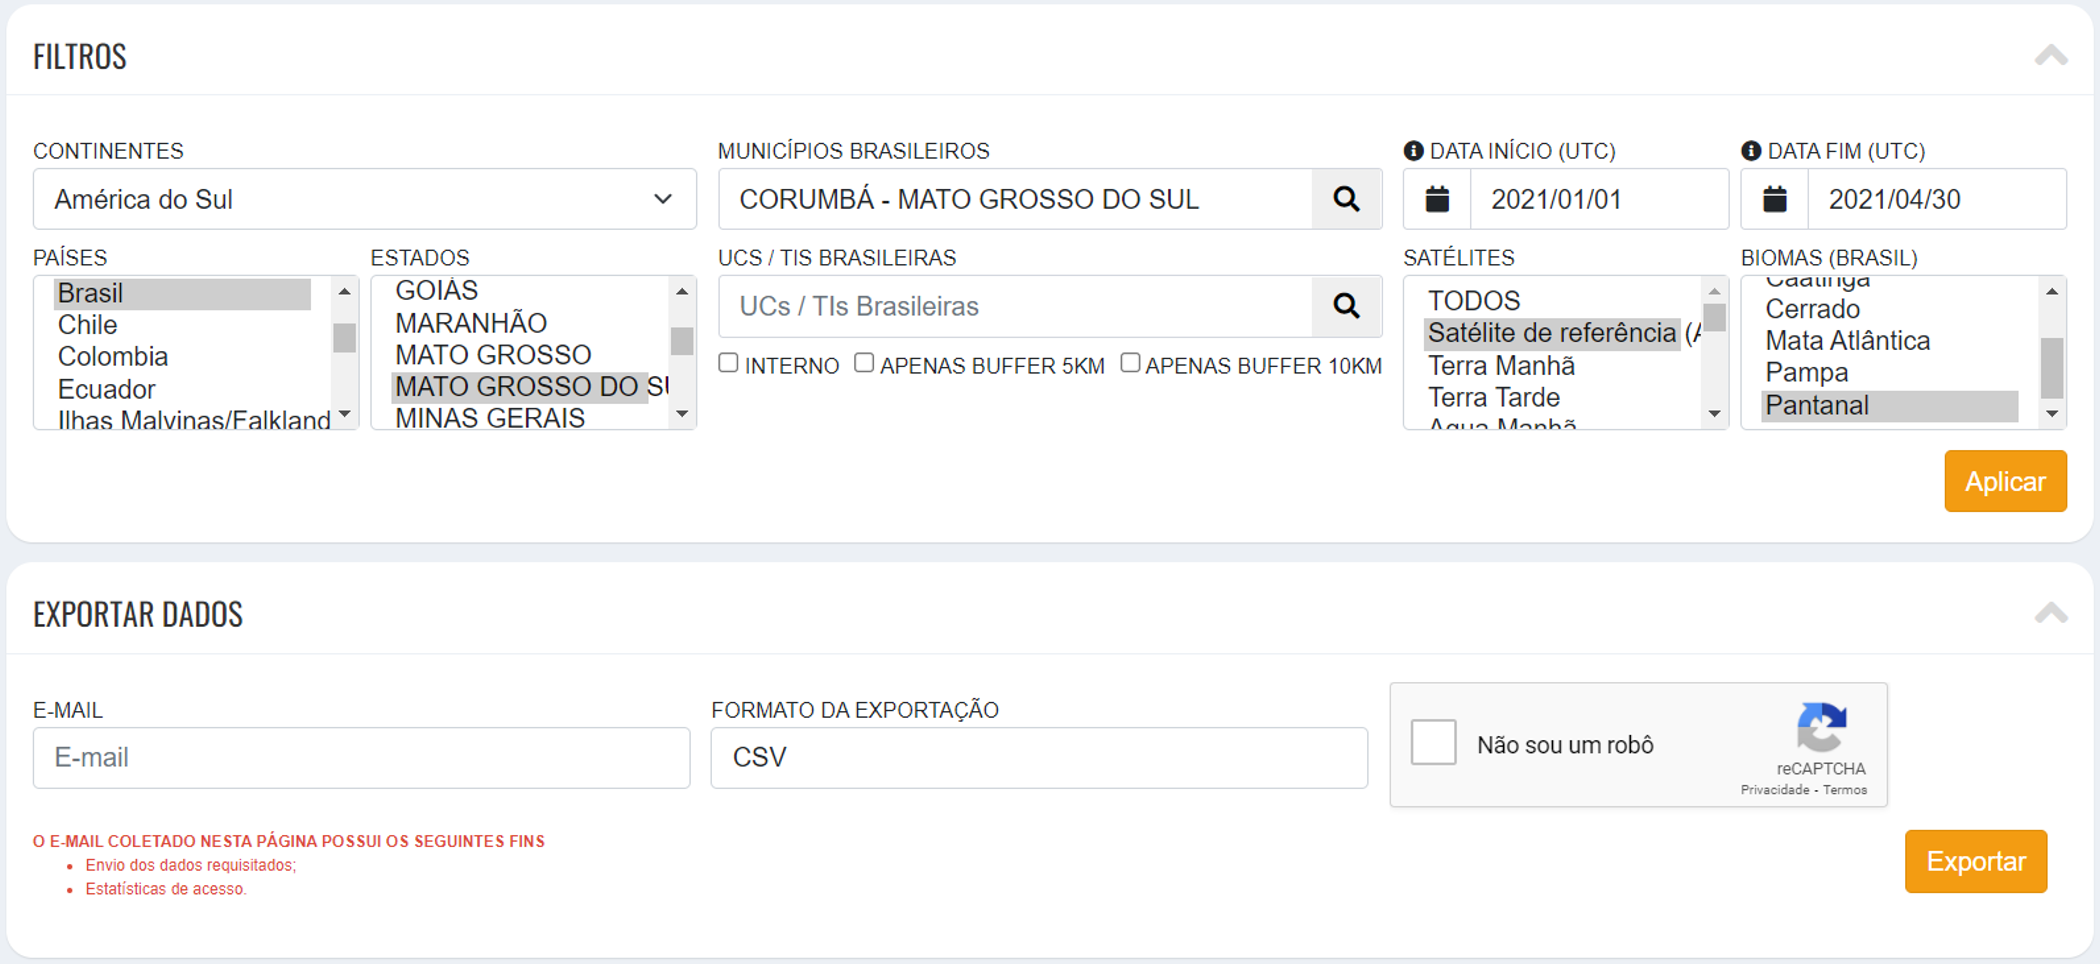 FILTROS
CONTINENTES
América do Sul
MUNICÍPIOS BRASILEIROS
CORUMBÁ - MATO GROSSO DO SUL
DATA INÍCIO (UTC)
2021/01/01
DATA FIM (UTC)
2021/04/30
PAÍSES
Brasil
Chile
Colombia
Ecuador
Ilhas Malvinas/Falkland
ESTADOS
GOIÁS
MARANHÃO
MATO GROSSO
MATO GROSSO DO SU
MINAS GERAIS
UCS / TIS BRASILEIRAS
UCs / TIs Brasileiras
INTERNO
APENAS BUFFER 5KM
APENAS BUFFER 10KM
SATÉLITES
TODOS
Satélite de referência (A
Terra Manhã
Terra Tarde
Aqua Manhã
BIOMAS (BRASIL)
Caatinga
Cerrado
Mata Atlântica
Pampa
Pantanal
Aplicar
EXPORTAR DADOS
E-MAIL
E-mail
FORMATO DA EXPORTAÇÃO
CSV
Não sou um robô
reCAPTCHA
Privacidade - Termos
O E-MAIL COLETADO NESTA PÁGINA POSSUI OS SEGUINTES FINS
• Envio dos dados requisitados;
• Estatísticas de acesso.
Exportar